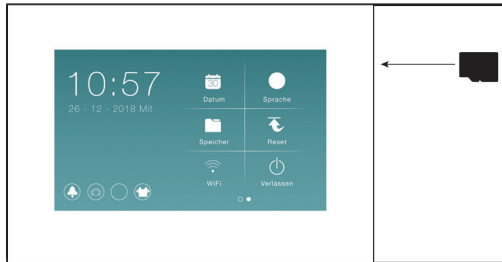 10:57
26 - 12 - 2018 Mit
30
Datum
Sprache
Speicher
Reset
WiFi
Verlassen